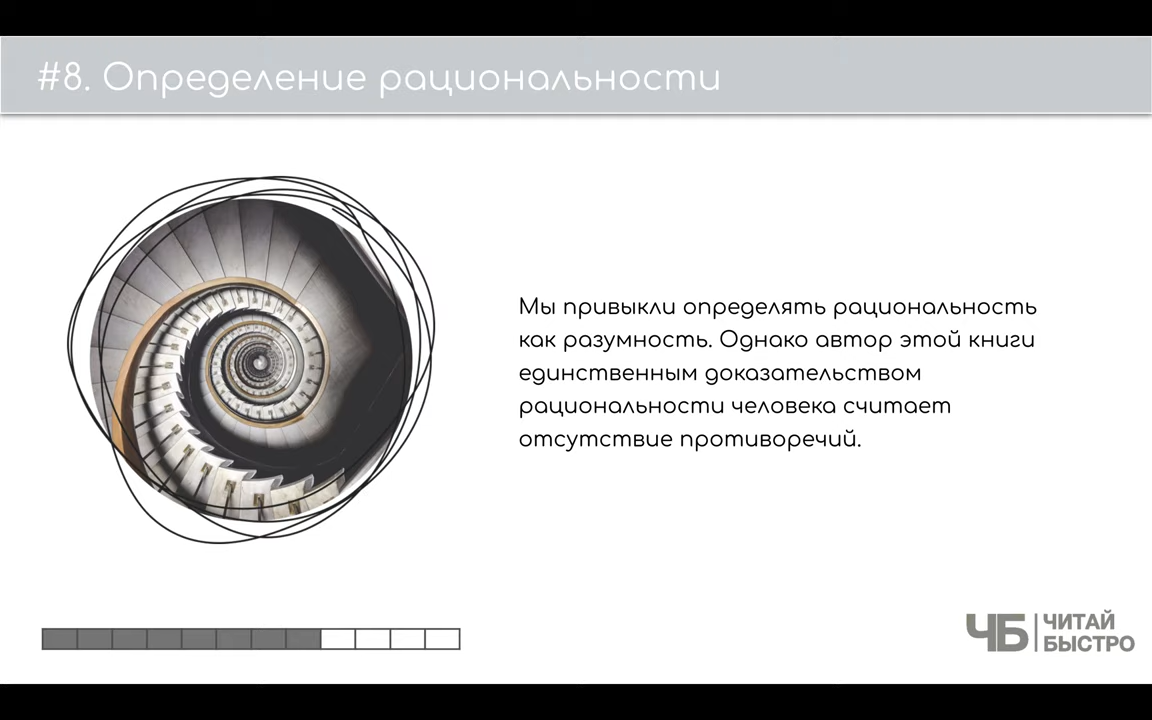 #8. Определение рациональности
Мы привыкли определять рациональность
как разумность. Однако автор этой книги
единственным доказательством
рациональности человека считает
отсутствие противоречий.
ЧБ
ЧИТАЙ
БЫСТРО